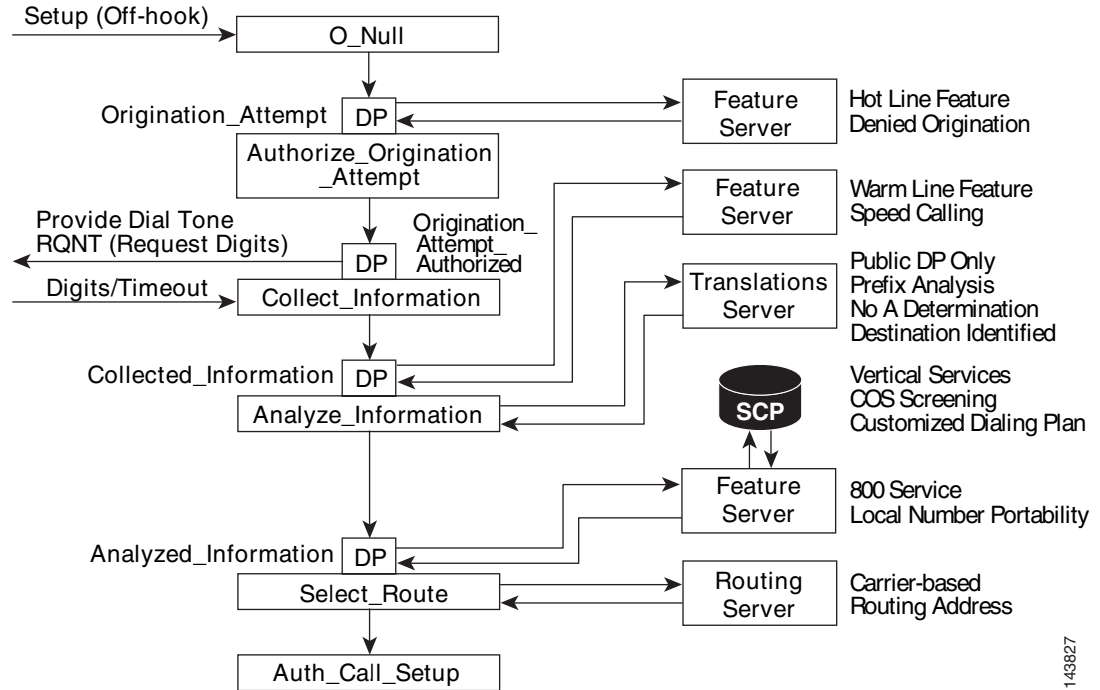 Setup (Off-hook)
O_Null
Origination_Attempt
DP
Feature
Server
Hot Line Feature
Denied Origination
Authorize_Origination
_Attempt
Feature
Server
Warm Line Feature
Speed Calling
Provide Dial Tone
RQNT (Request Digits)
DP
Origination_
Attempt_
Authorized
Digits/Timeout
Collect_Information
Translations
Server
Public DP Only
Prefix Analysis
No A Determination
Destination Identified
Collected_Information
DP
Analyze_Information
SCP
Vertical Services
COS Screening
Customized Dialing Plan
Feature
Server
800 Service
Local Number Portability
Analyzed_Information
DP
Select_Route
Routing
Server
Carrier-based
Routing Address
Auth_Call_Setup
143827